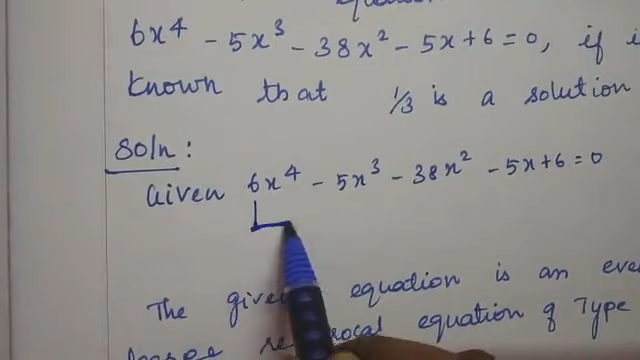 equation
6x⁴ - 5x³ - 38x² - 5x + 6 = 0, if i
known that 1/3 is a solution
Soln:
Given 6x⁴ - 5x³ - 38x² - 5x + 6 = 0
The given equation is an eve
equation of Type